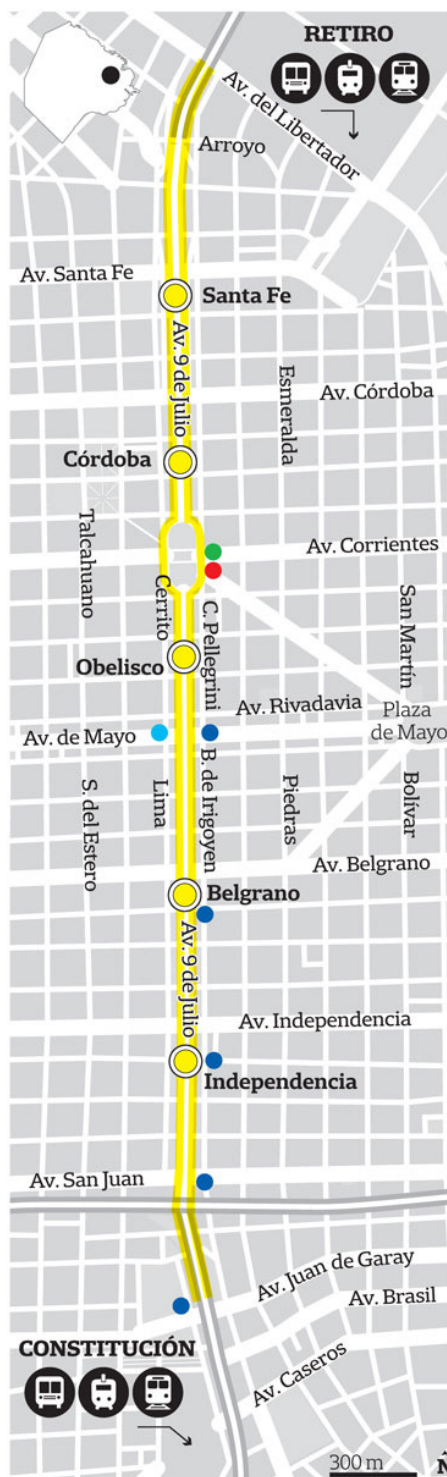 RETIRO
Av. del Libertador
Arroyo
Av. Santa Fe
Santa Fe
Av. 9 de Julio
Esmeralda
Av. Córdoba
Córdoba
Talcahuano
Av. Corrientes
Cerrito
C. Pellegrini
San Martín
Obelisco
Av. Rivadavia
Plaza
de Mayo
Av. de Mayo
S. del Estero
Lima
B. de Irigoyen
Piedras
Bolívar
Av. Belgrano
Belgrano
Av. 9 de Julio
Av. Independencia
Independencia
Av. San Juan
Av. Juan de Garay
Av. Brasil
CONSTITUCIÓN
Av. Caseros
300 m